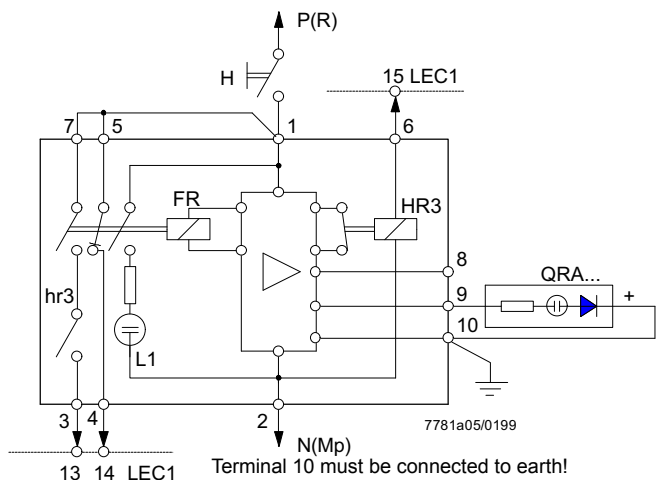 P(R)
H
15 LEC1
7
5
1
6
FR
HR3
8
QRA...
9
+
hr3
10
L1
3
4
2
7781a05/0199
N(Mp)
13 14 LEC1
Terminal 10 must be connected to earth!